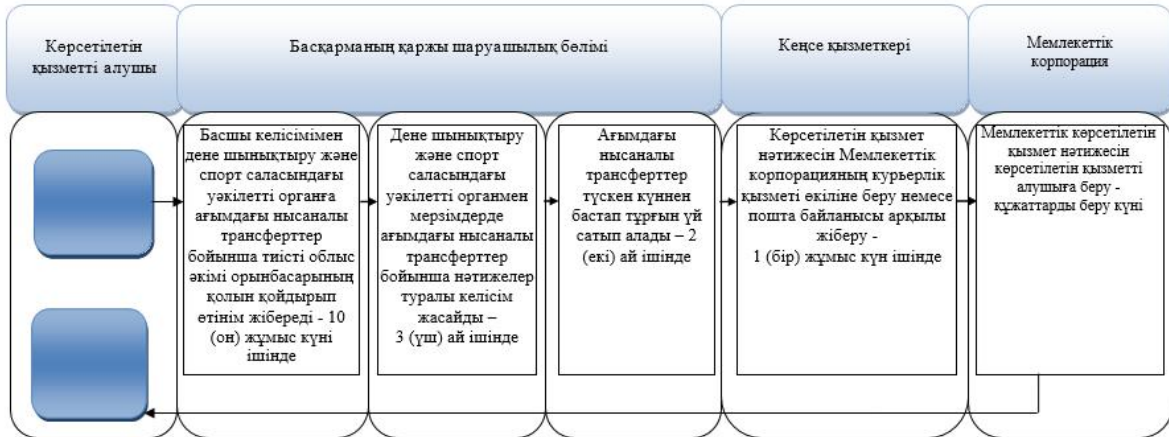 Көрсетілетін
қызметті алушы
Басқарманың қаржы шаруашылық бөлімі
Кеңсе қызметкері
Мемлекеттік
корпорация
Басшы келісімімен
дене шынықтыру және
спорт саласындағы
уәкілетті органға
ағымдағы нысаналы
трансферттер
бойынша тиісті облыс
әкімі орынбасарының
қолын қойдырып
өтінім жібереді - 10
(он) жұмыс күні
ішінде
Дене шынықтыру
және спорт
саласындағы
уәкілетті органмен
мерзімдерде
ағымдағы нысаналы
трансферттер
бойынша нәтижелер
туралы келісім
жасайды –
3 (үш) ай ішінде
Ағымдағы
нысаналы
трансферттер
түскен күннен
бастап тұрғын үй
сатып алады – 2
(екі) ай ішінде
Көрсетілетін қызмет
нәтижесін Мемлекеттік
корпорацияның курьерлік
қызметі өкіліне беру немесе
пошта байланысы арқылы
жіберу -
1 (бір) жұмыс күн ішінде
Мемлекеттік көрсетілетін
қызмет нәтижесін
көрсетілетін қызметті
алушыға беру -
құжаттарды беру күні